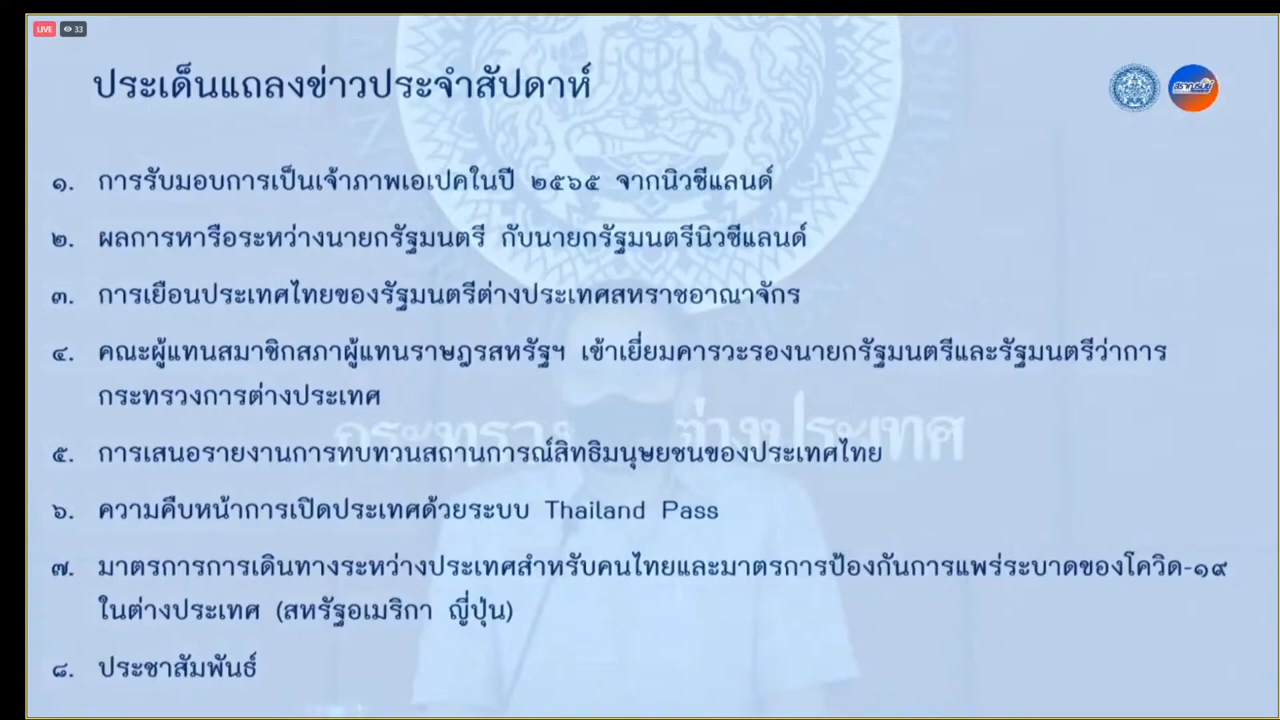 LIVE 33
ประเด็นแถลงข่าวประจำสัปดาห์
๑. การรับมอบการเป็นเจ้าภาพเอเปคในปี ๒๕๖๕ จากนิวซีแลนด์
๒. ผลการหารือระหว่างนายกรัฐมนตรี กับนายกรัฐมนตรีนิวซีแลนด์
๓. การเยือนประเทศไทยของรัฐมนตรีต่างประเทศสหราชอาณาจักร
๔. คณะผู้แทนสมาชิกสภาผู้แทนราษฎรสหรัฐฯ เข้าเยี่ยมคารวะรองนายกรัฐมนตรีและรัฐมนตรีว่าการ
กระทรวงการต่างประเทศ
๕. การเสนอรายงานการทบทวนสถานการณ์สิทธิมนุษยชนของประเทศไทย
๖. ความคืบหน้าการเปิดประเทศด้วยระบบ Thailand Pass
๗. มาตรการการเดินทางระหว่างประเทศสำหรับคนไทยและมาตรการป้องกันการแพร่ระบาดของโควิด-๑๙
ในต่างประเทศ (สหรัฐอเมริกา ญี่ปุ่น)
๘. ประชาสัมพันธ์
กระทรวง ต่างประเทศ